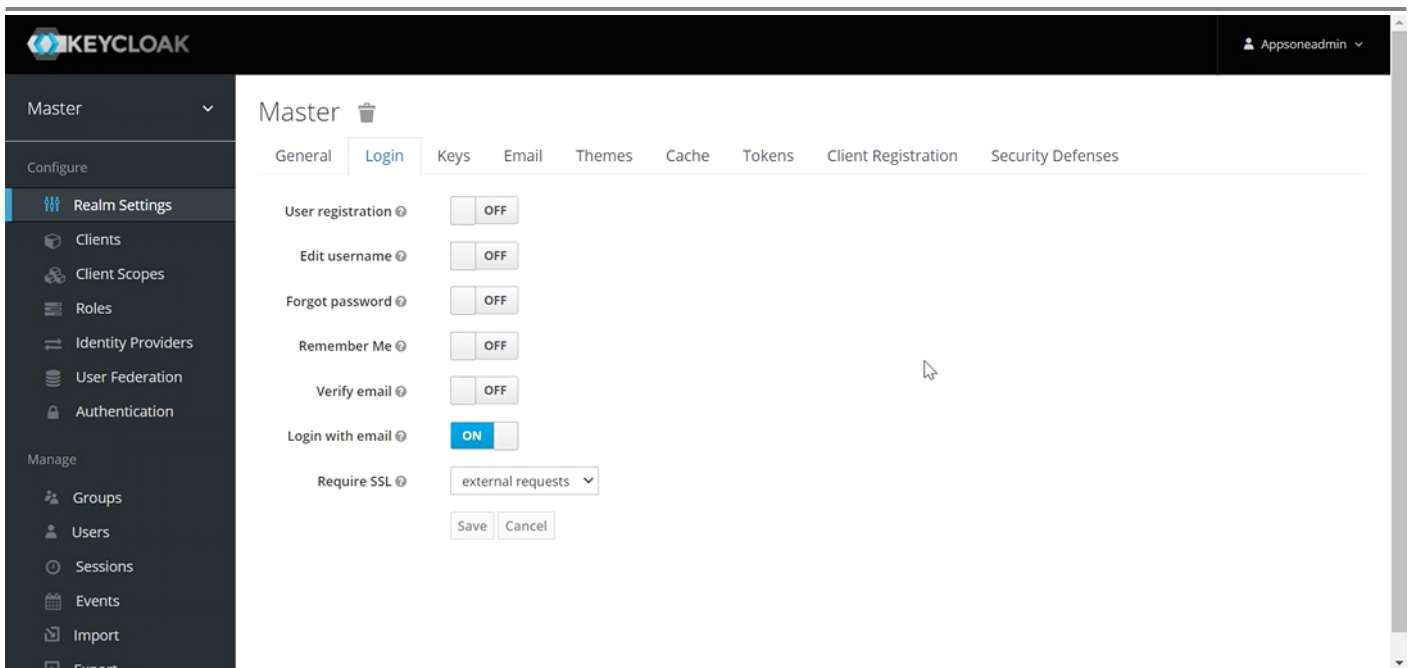 KEYCLOAK
Appsoneadmin
Master
Configure
Realm Settings
Clients
Client Scopes
Roles
Identity Providers
User Federation
Authentication
Manage
Groups
Users
Sessions
Events
Import
Export
Master
General Login Keys Email Themes Cache Tokens Client Registration Security Defenses
User registration OFF
Edit username OFF
Forgot password OFF
Remember Me OFF
Verify email OFF
Login with email ON
Require SSL external requests
Save Cancel